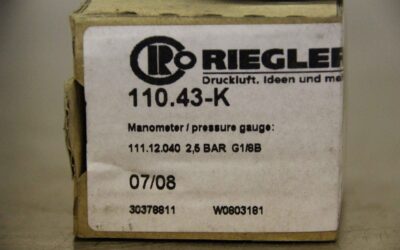 RIEGLER
Druckluft. Ideen und me
110.43-K
Manometer / pressure gauge:
111.12.040 2,5 BAR G1/8B
07/08
30378811 W0803181